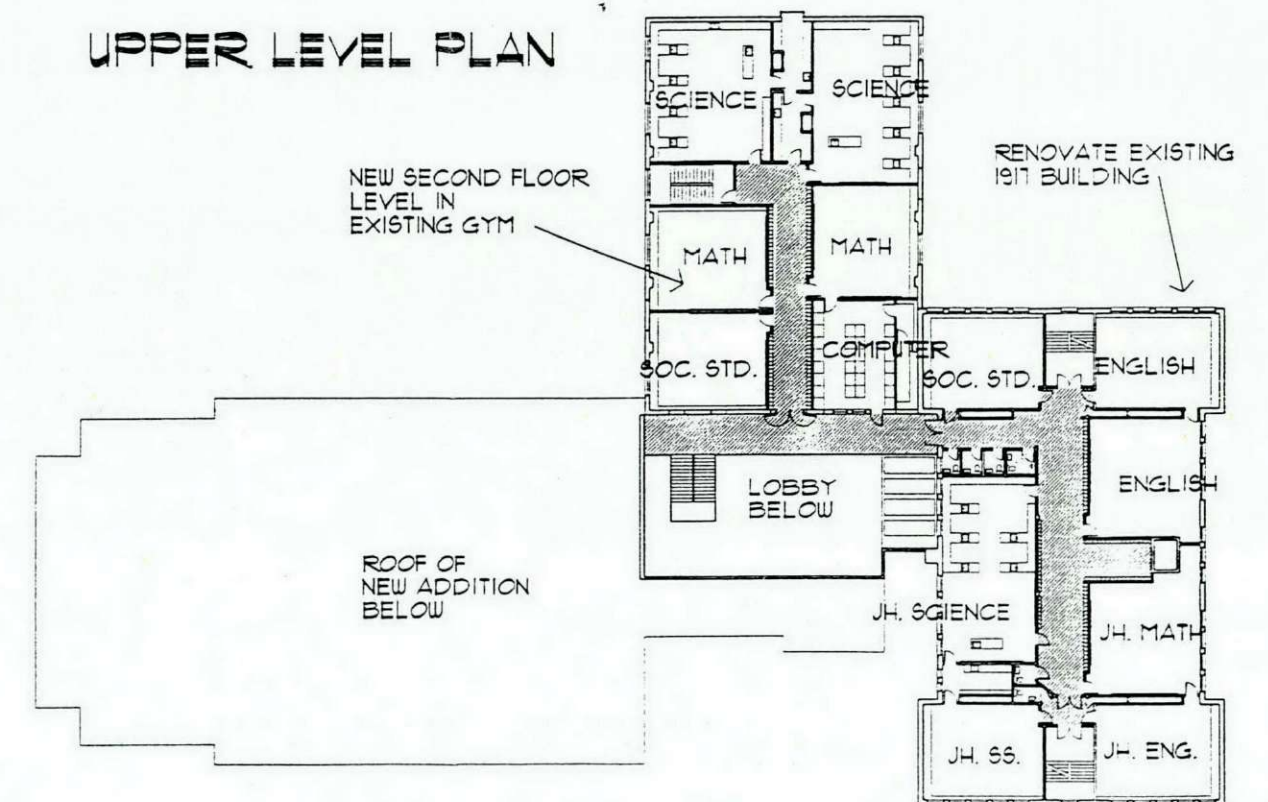 UPPER LEVEL PLAN
SCIENCE
SCIENCE
RENOVATE EXISTING
1917 BUILDING
NEW SECOND FLOOR
LEVEL IN
EXISTING GYM
MATH
MATH
SOC. STD.
COMPUTER
SOC. STD.
ENGLISH
LOBBY
BELOW
ENGLISH
ROOF OF
NEW ADDITION
BELOW
JH. SCIENCE
JH. MATH
JH. SS.
JH. ENG.